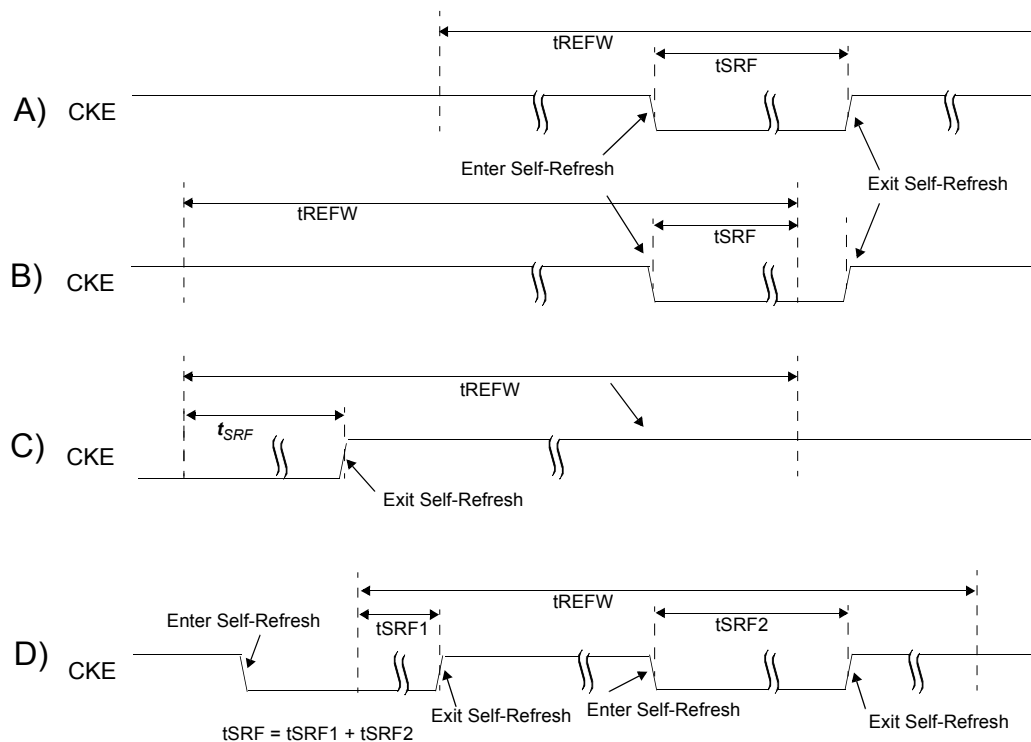 tREFW
tSRF
A) CKE
Enter Self-Refresh
Exit Self-Refresh
tREFW
tSRF
B) CKE
tREFW
tSRF
C) CKE
Exit Self-Refresh
tREFW
Enter Self-Refresh
tSRF1
tSRF2
D) CKE
Exit Self-Refresh
Enter Self-Refresh
Exit Self-Refresh
tSRF = tSRF1 + tSRF2